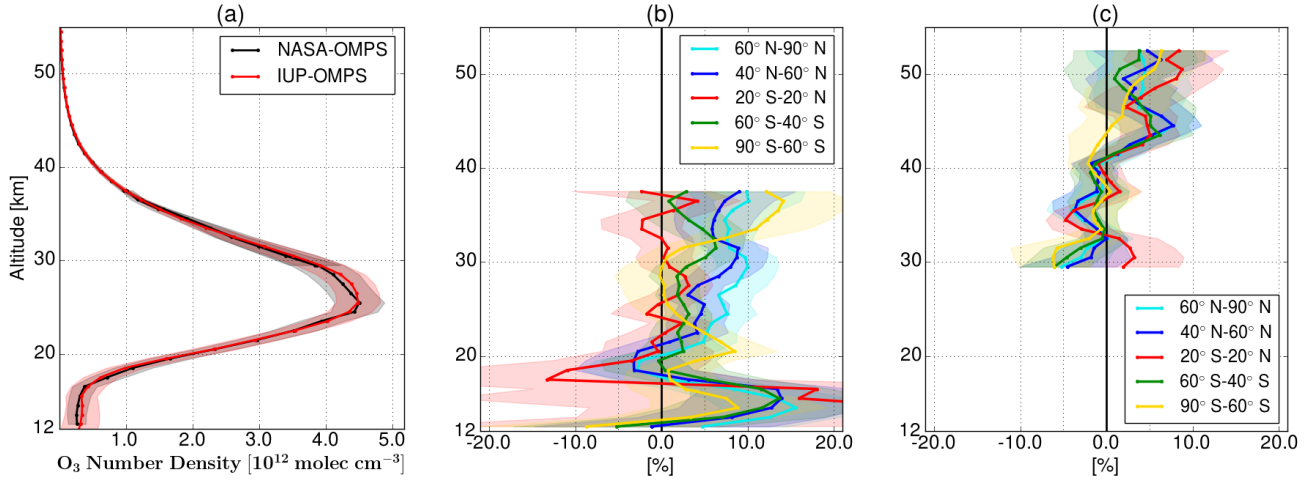 (a)
Altitude [km]
50
40
30
20
12
NASA-OMPS
IUP-OMPS
1.0 2.0 3.0 4.0 5.0
O₃ Number Density [10¹² molec cm⁻³]
(b)
50
40
30
20
12
60° N-90° N
40° N-60° N
20° S-20° N
60° S-40° S
90° S-60° S
-20.0 -10.0 0.0 10.0 20.0
[%]
(c)
50
40
30
20
12
60° N-90° N
40° N-60° N
20° S-20° N
60° S-40° S
90° S-60° S
-20.0 -10.0 0.0 10.0 20.0
[%]